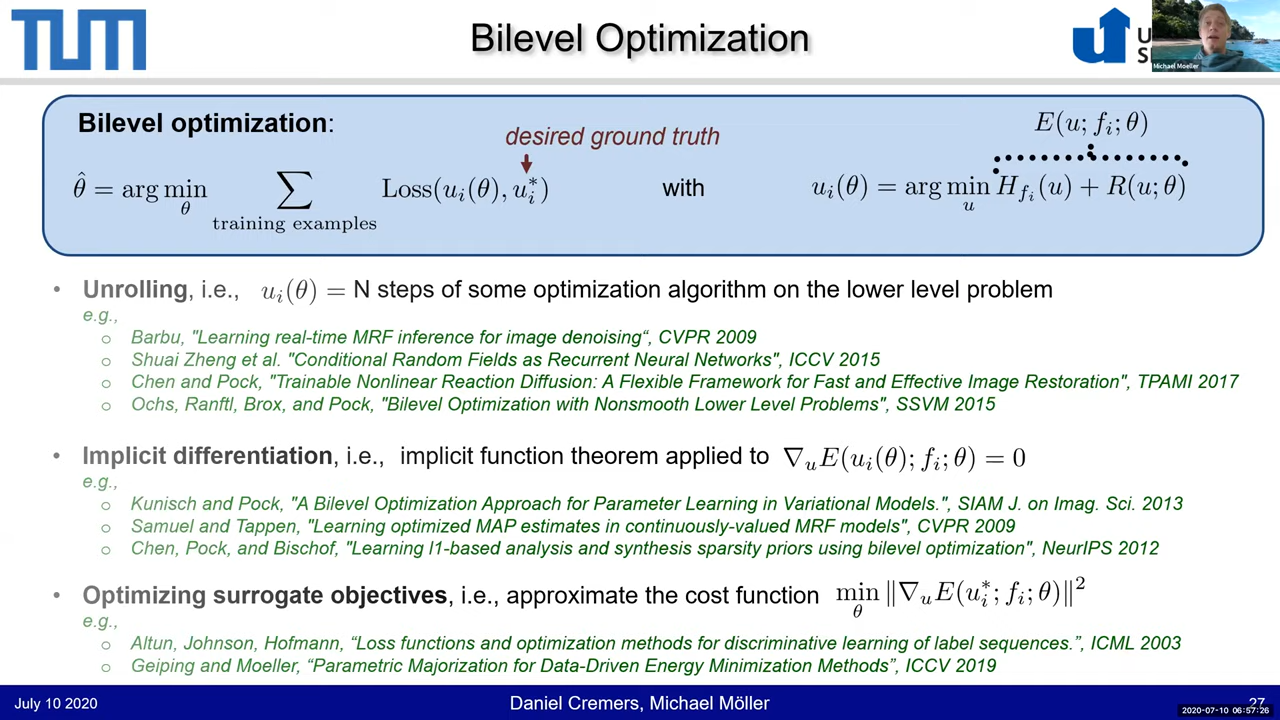 TUM
Bilevel Optimization
U
S
Michael Moeller
Bilevel optimization:
desired ground truth
E(u; f_i; θ)
θ̂ = arg min_θ ∑_{training examples} Loss(u_i(θ), u_i^*) with u_i(θ) = arg min_u H_{f_i}(u) + R(u; θ)
• Unrolling, i.e., u_i(θ) = N steps of some optimization algorithm on the lower level problem
e.g.,
o Barbu, "Learning real-time MRF inference for image denoising“, CVPR 2009
o Shuai Zheng et al. "Conditional Random Fields as Recurrent Neural Networks", ICCV 2015
o Chen and Pock, "Trainable Nonlinear Reaction Diffusion: A Flexible Framework for Fast and Effective Image Restoration", TPAMI 2017
o Ochs, Ranftl, Brox, and Pock, "Bilevel Optimization with Nonsmooth Lower Level Problems", SSVM 2015
• Implicit differentiation, i.e., implicit function theorem applied to ∇_u E(u_i(θ); f_i; θ) = 0
e.g.,
o Kunisch and Pock, "A Bilevel Optimization Approach for Parameter Learning in Variational Models.", SIAM J. on Imag. Sci. 2013
o Samuel and Tappen, "Learning optimized MAP estimates in continuously-valued MRF models", CVPR 2009
o Chen, Pock, and Bischof, "Learning l1-based analysis and synthesis sparsity priors using bilevel optimization", NeurIPS 2012
• Optimizing surrogate objectives, i.e., approximate the cost function min_θ ‖∇_u E(u_i^*; f_i; θ)‖²
e.g.,
o Altun, Johnson, Hofmann, “Loss functions and optimization methods for discriminative learning of label sequences.”, ICML 2003
o Geiping and Moeller, “Parametric Majorization for Data-Driven Energy Minimization Methods”, ICCV 2019
July 10 2020
Daniel Cremers, Michael Möller
27
2020-07-10 06:57:26